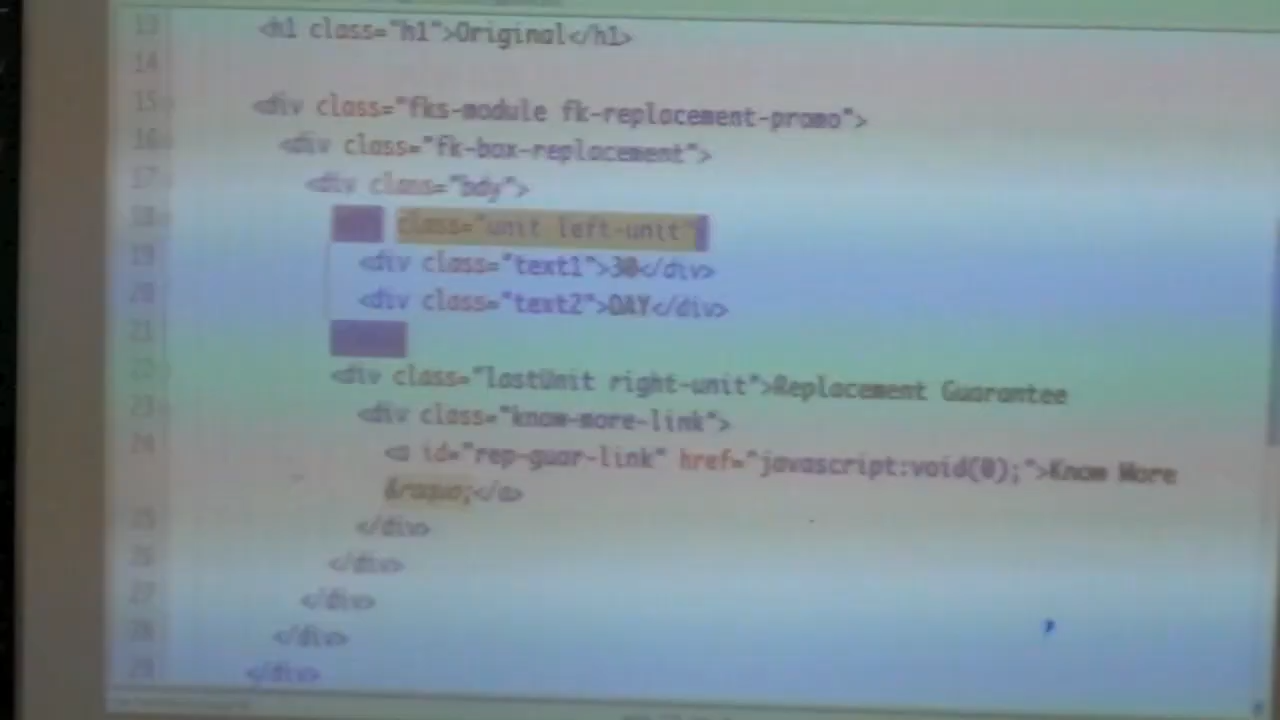 13 <h1 class="h1">Original</h1>
14
15 <div class="fks-module fk-replacement-promo">
16 <div class="fk-box-replacement">
17 <div class="bdy">
18 class="unit left-unit"
19 <div class="text1">30</div>
20 <div class="text2">DAY</div>
21
22 <div class="lastUnit right-unit">Replacement Guarantee
23 <div class="know-more-link">
24 <a id="rep-guar-link" href="javascript:void(0);">Know More
&raquo;</a>
25 </div>
26 </div>
27 </div>
28 </div>
29 </div>